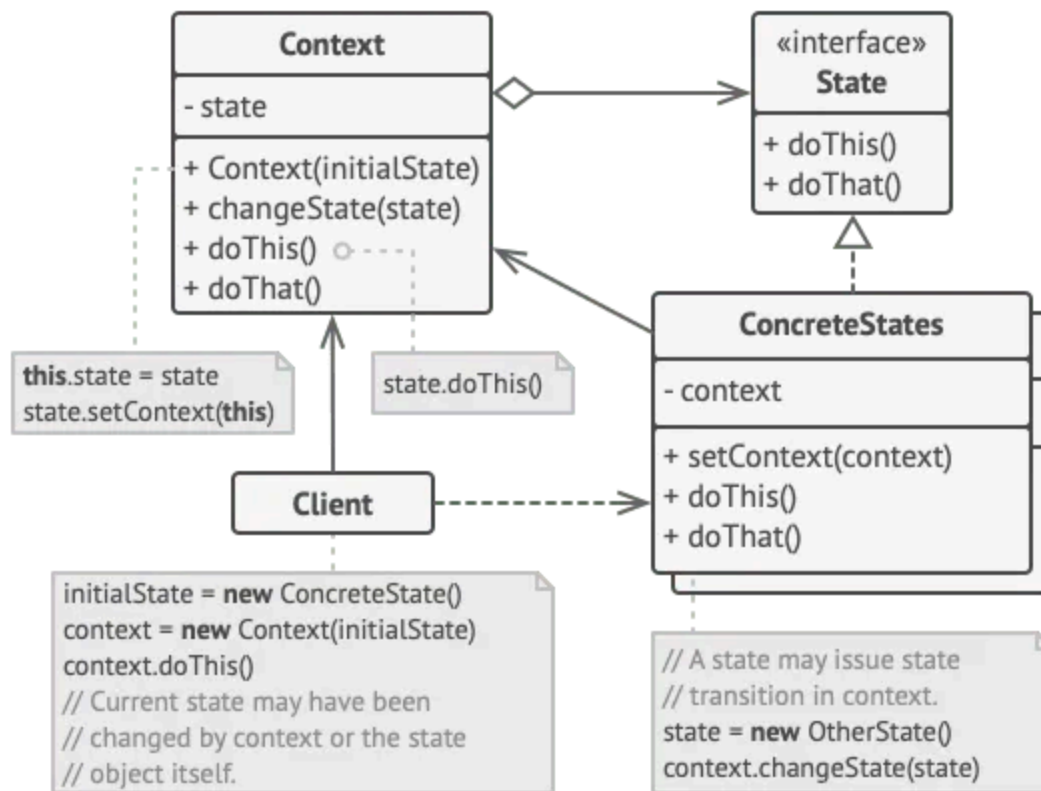 Context
- state
+ Context(initialState)
+ changeState(state)
+ doThis()
+ doThat()
«interface»
State
+ doThis()
+ doThat()
this.state = state
state.setContext(this)
state.doThis()
ConcreteStates
- context
+ setContext(context)
+ doThis()
+ doThat()
Client
initialState = new ConcreteState()
context = new Context(initialState)
context.doThis()
// Current state may have been
// changed by context or the state
// object itself.
// A state may issue state
// transition in context.
state = new OtherState()
context.changeState(state)